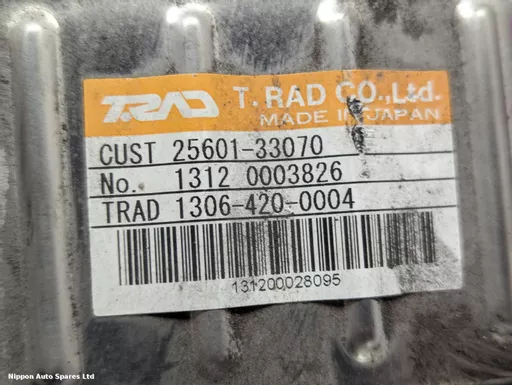 T.RAD T. RAD CO.,Ltd.
MADE IN JAPAN
CUST 25601-33070
No. 1312 0003826
TRAD 1306-420-0004
131200028095
Nippon Auto Spares Ltd